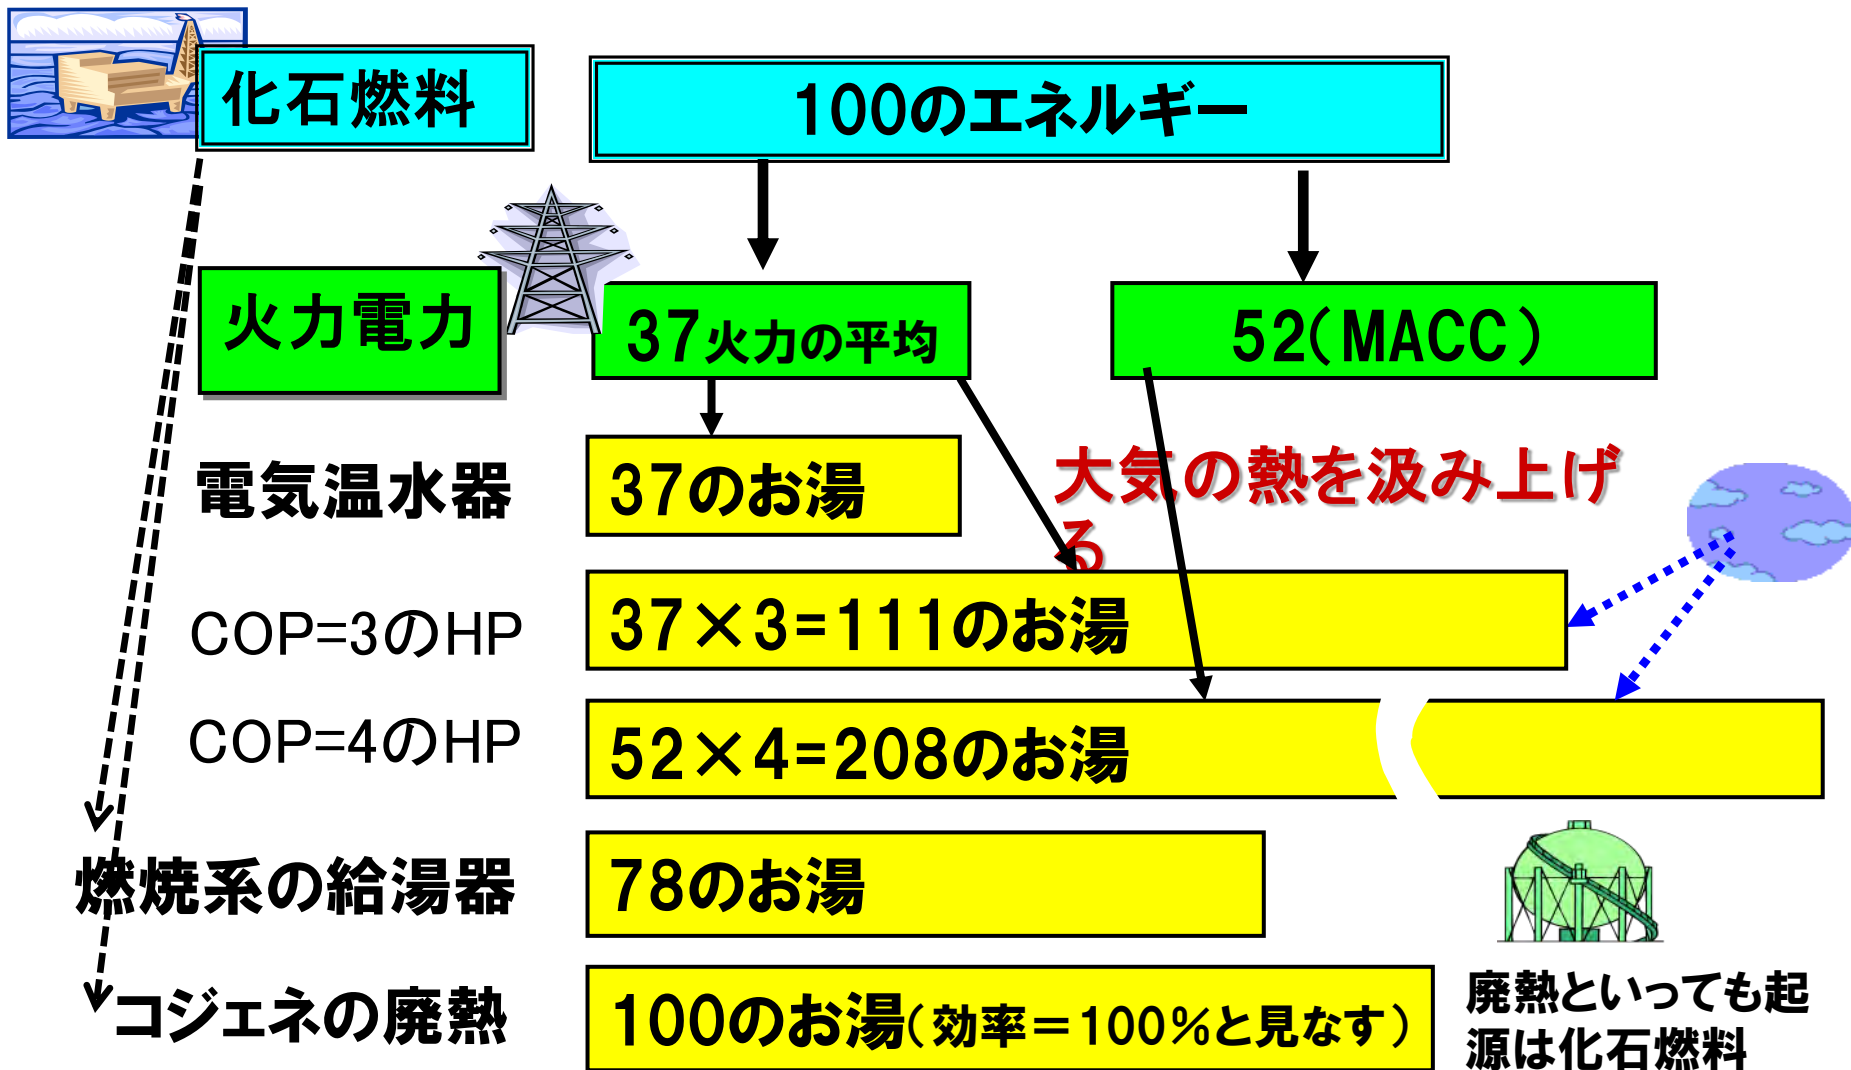 化石燃料
100のエネルギー
火力電力
37火力の平均
52(MACC)
電気温水器
37のお湯
大気の熱を汲み上げ
る
COP=3のHP
37×3=111のお湯
COP=4のHP
52×4=208のお湯
燃焼系の給湯器
78のお湯
コジェネの廃熱
100のお湯(効率=100%と見なす)
廃熱といっても起
源は化石燃料